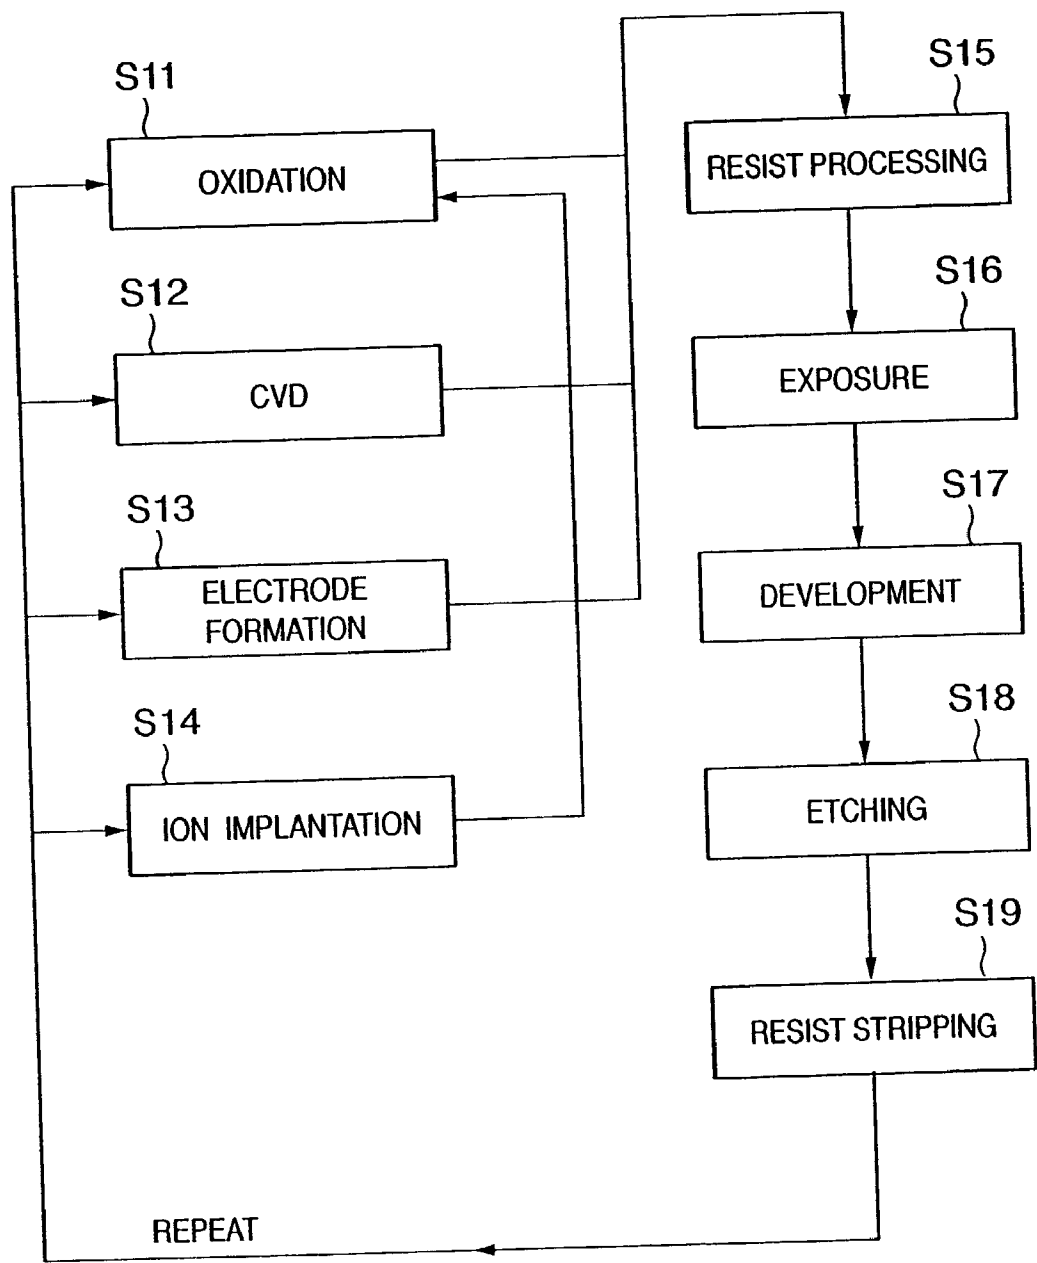 S11
OXIDATION
S12
CVD
S13
ELECTRODE
FORMATION
S14
ION IMPLANTATION
S15
RESIST PROCESSING
S16
EXPOSURE
S17
DEVELOPMENT
S18
ETCHING
S19
RESIST STRIPPING
REPEAT